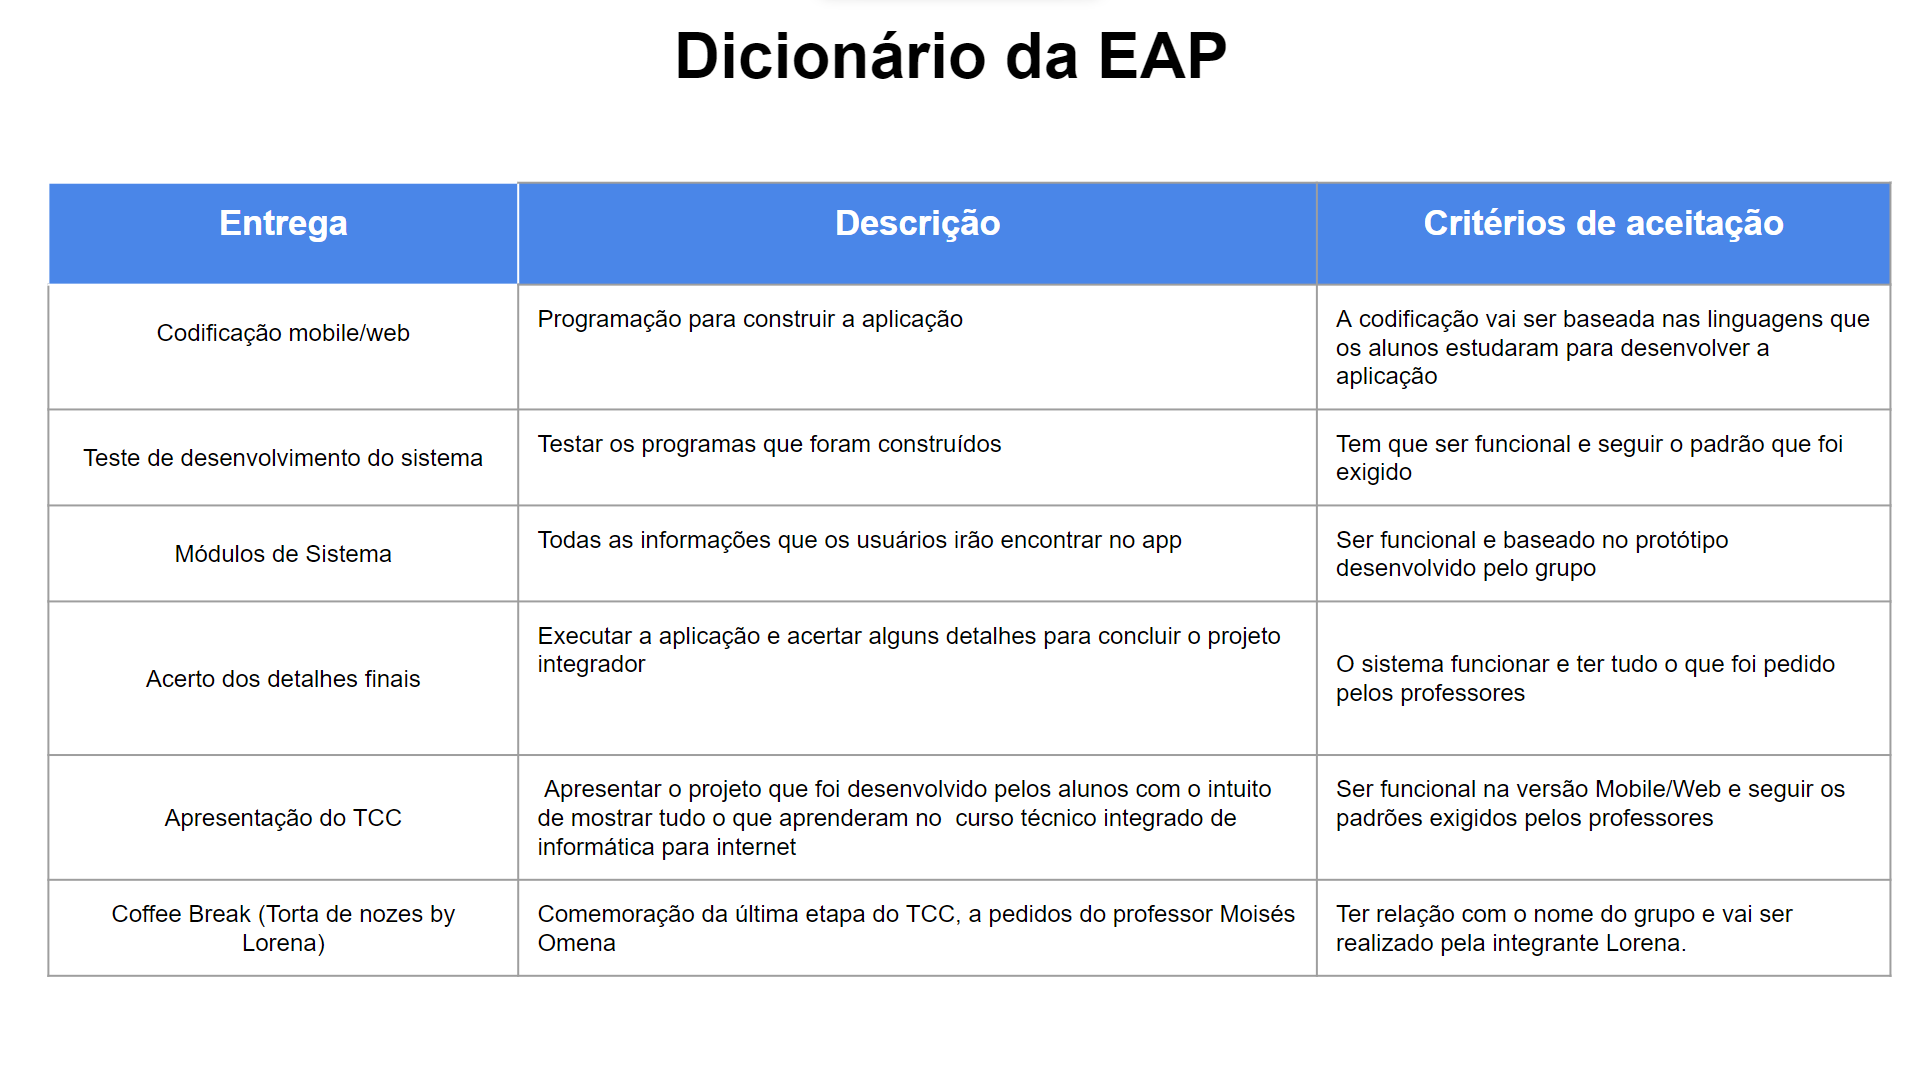 Dicionário da EAP
Entrega
Descrição
Critérios de aceitação
Codificação mobile/web
Programação para construir a aplicação
A codificação vai ser baseada nas linguagens que
os alunos estudaram para desenvolver a
aplicação
Teste de desenvolvimento do sistema
Testar os programas que foram construídos
Tem que ser funcional e seguir o padrão que foi
exigido
Módulos de Sistema
Todas as informações que os usuários irão encontrar no app
Ser funcional e baseado no protótipo
desenvolvido pelo grupo
Acerto dos detalhes finais
Executar a aplicação e acertar alguns detalhes para concluir o projeto
integrador
O sistema funcionar e ter tudo o que foi pedido
pelos professores
Apresentação do TCC
Apresentar o projeto que foi desenvolvido pelos alunos com o intuito
de mostrar tudo o que aprenderam no  curso técnico integrado de
informática para internet
Ser funcional na versão Mobile/Web e seguir os
padrões exigidos pelos professores
Coffee Break (Torta de nozes by
Lorena)
Comemoração da última etapa do TCC, a pedidos do professor Moisés
Omena
Ter relação com o nome do grupo e vai ser
realizado pela integrante Lorena.